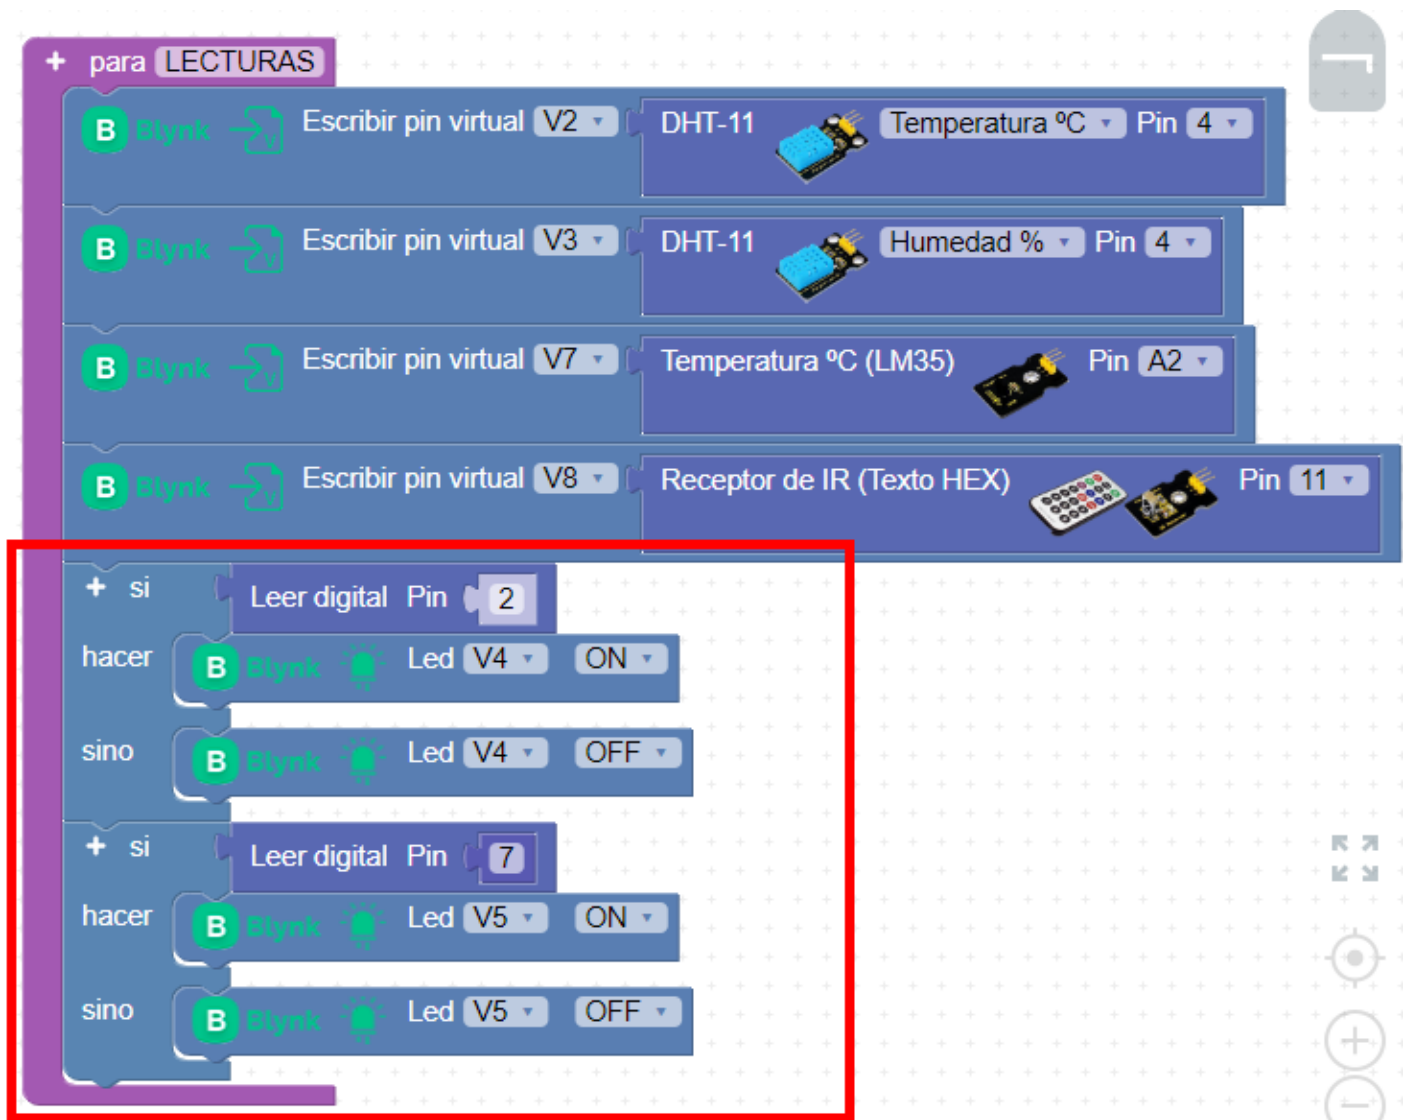 + para LECTURAS
B Blynk Escribir pin virtual V2 DHT-11 Temperatura ºC Pin 4
B Blynk Escribir pin virtual V3 DHT-11 Humedad % Pin 4
B Blynk Escribir pin virtual V7 Temperatura ºC (LM35) Pin A2
B Blynk Escribir pin virtual V8 Receptor de IR (Texto HEX) Pin 11
+ si Leer digital Pin 2
hacer B Blynk Led V4 ON
sino B Blynk Led V4 OFF
+ si Leer digital Pin 7
hacer B Blynk Led V5 ON
sino B Blynk Led V5 OFF